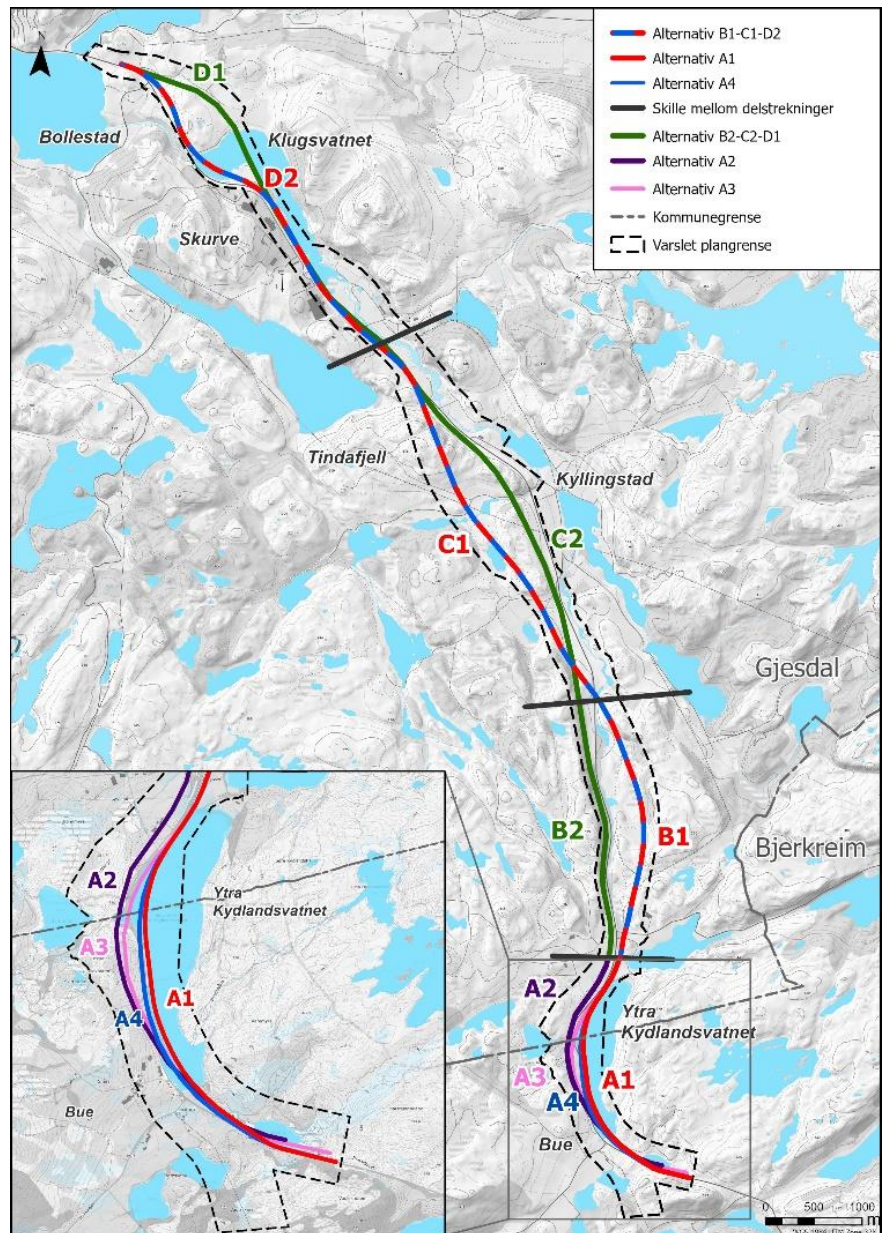 Alternativ B1-C1-D2
Alternativ A1
Alternativ A4
Skille mellom delstrekninger
Alternativ B2-C2-D1
Alternativ A2
Alternativ A3
Kommunegrense
Varslet plangrense
D1
Bollestad
Klugsvatnet
D2
Skurve
Tindafjell
Kyllingstad
C1
C2
Gjesdal
B2
B1
Bjerkreim
A2
Ytra
Kydlandsvatnet
A3
A1
A4
Bue
A2
Ytra
Kydlandsvatnet
A3
A1
A4
Bue
0 500 1000
m